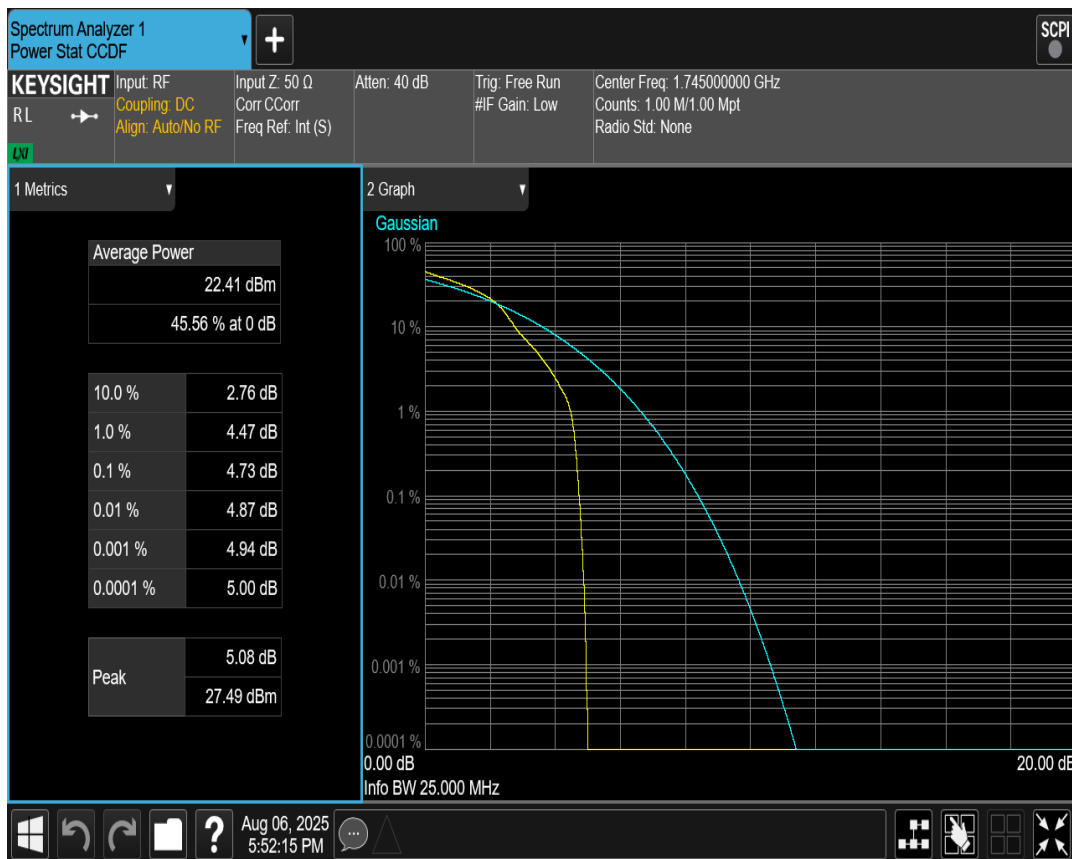 Spectrum Analyzer 1
Power Stat CCDF
+
SCPI
KEYSIGHT
RL
LXI
Input: RF
Coupling: DC
Align: Auto/No RF
Input Z: 50 Ω
Corr CCorr
Freq Ref: Int (S)
Atten: 40 dB
Trig: Free Run
#IF Gain: Low
Center Freq: 1.745000000 GHz
Counts: 1.00 M/1.00 Mpt
Radio Std: None
1 Metrics
Average Power
22.41 dBm
45.56 % at 0 dB
10.0 % 2.76 dB
1.0 % 4.47 dB
0.1 % 4.73 dB
0.01 % 4.87 dB
0.001 % 4.94 dB
0.0001 % 5.00 dB
Peak
5.08 dB
27.49 dBm
2 Graph
Gaussian
100 %
10 %
1 %
0.1 %
0.01 %
0.001 %
0.0001 %
0.00 dB 20.00 dB
Info BW 25.000 MHz
?
Aug 06, 2025
5:52:15 PM